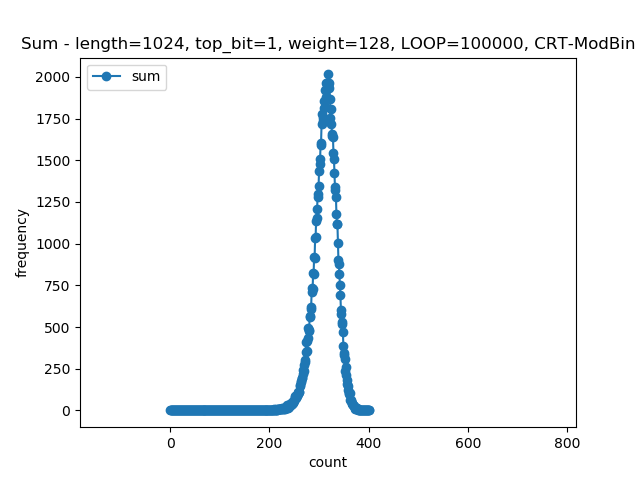 Sum - length=1024, top_bit=1, weight=128, LOOP=100000, CRT-ModBin
sum
2000
1750
1500
1250
1000
750
500
250
0
frequency
0 200 400 600 800
count